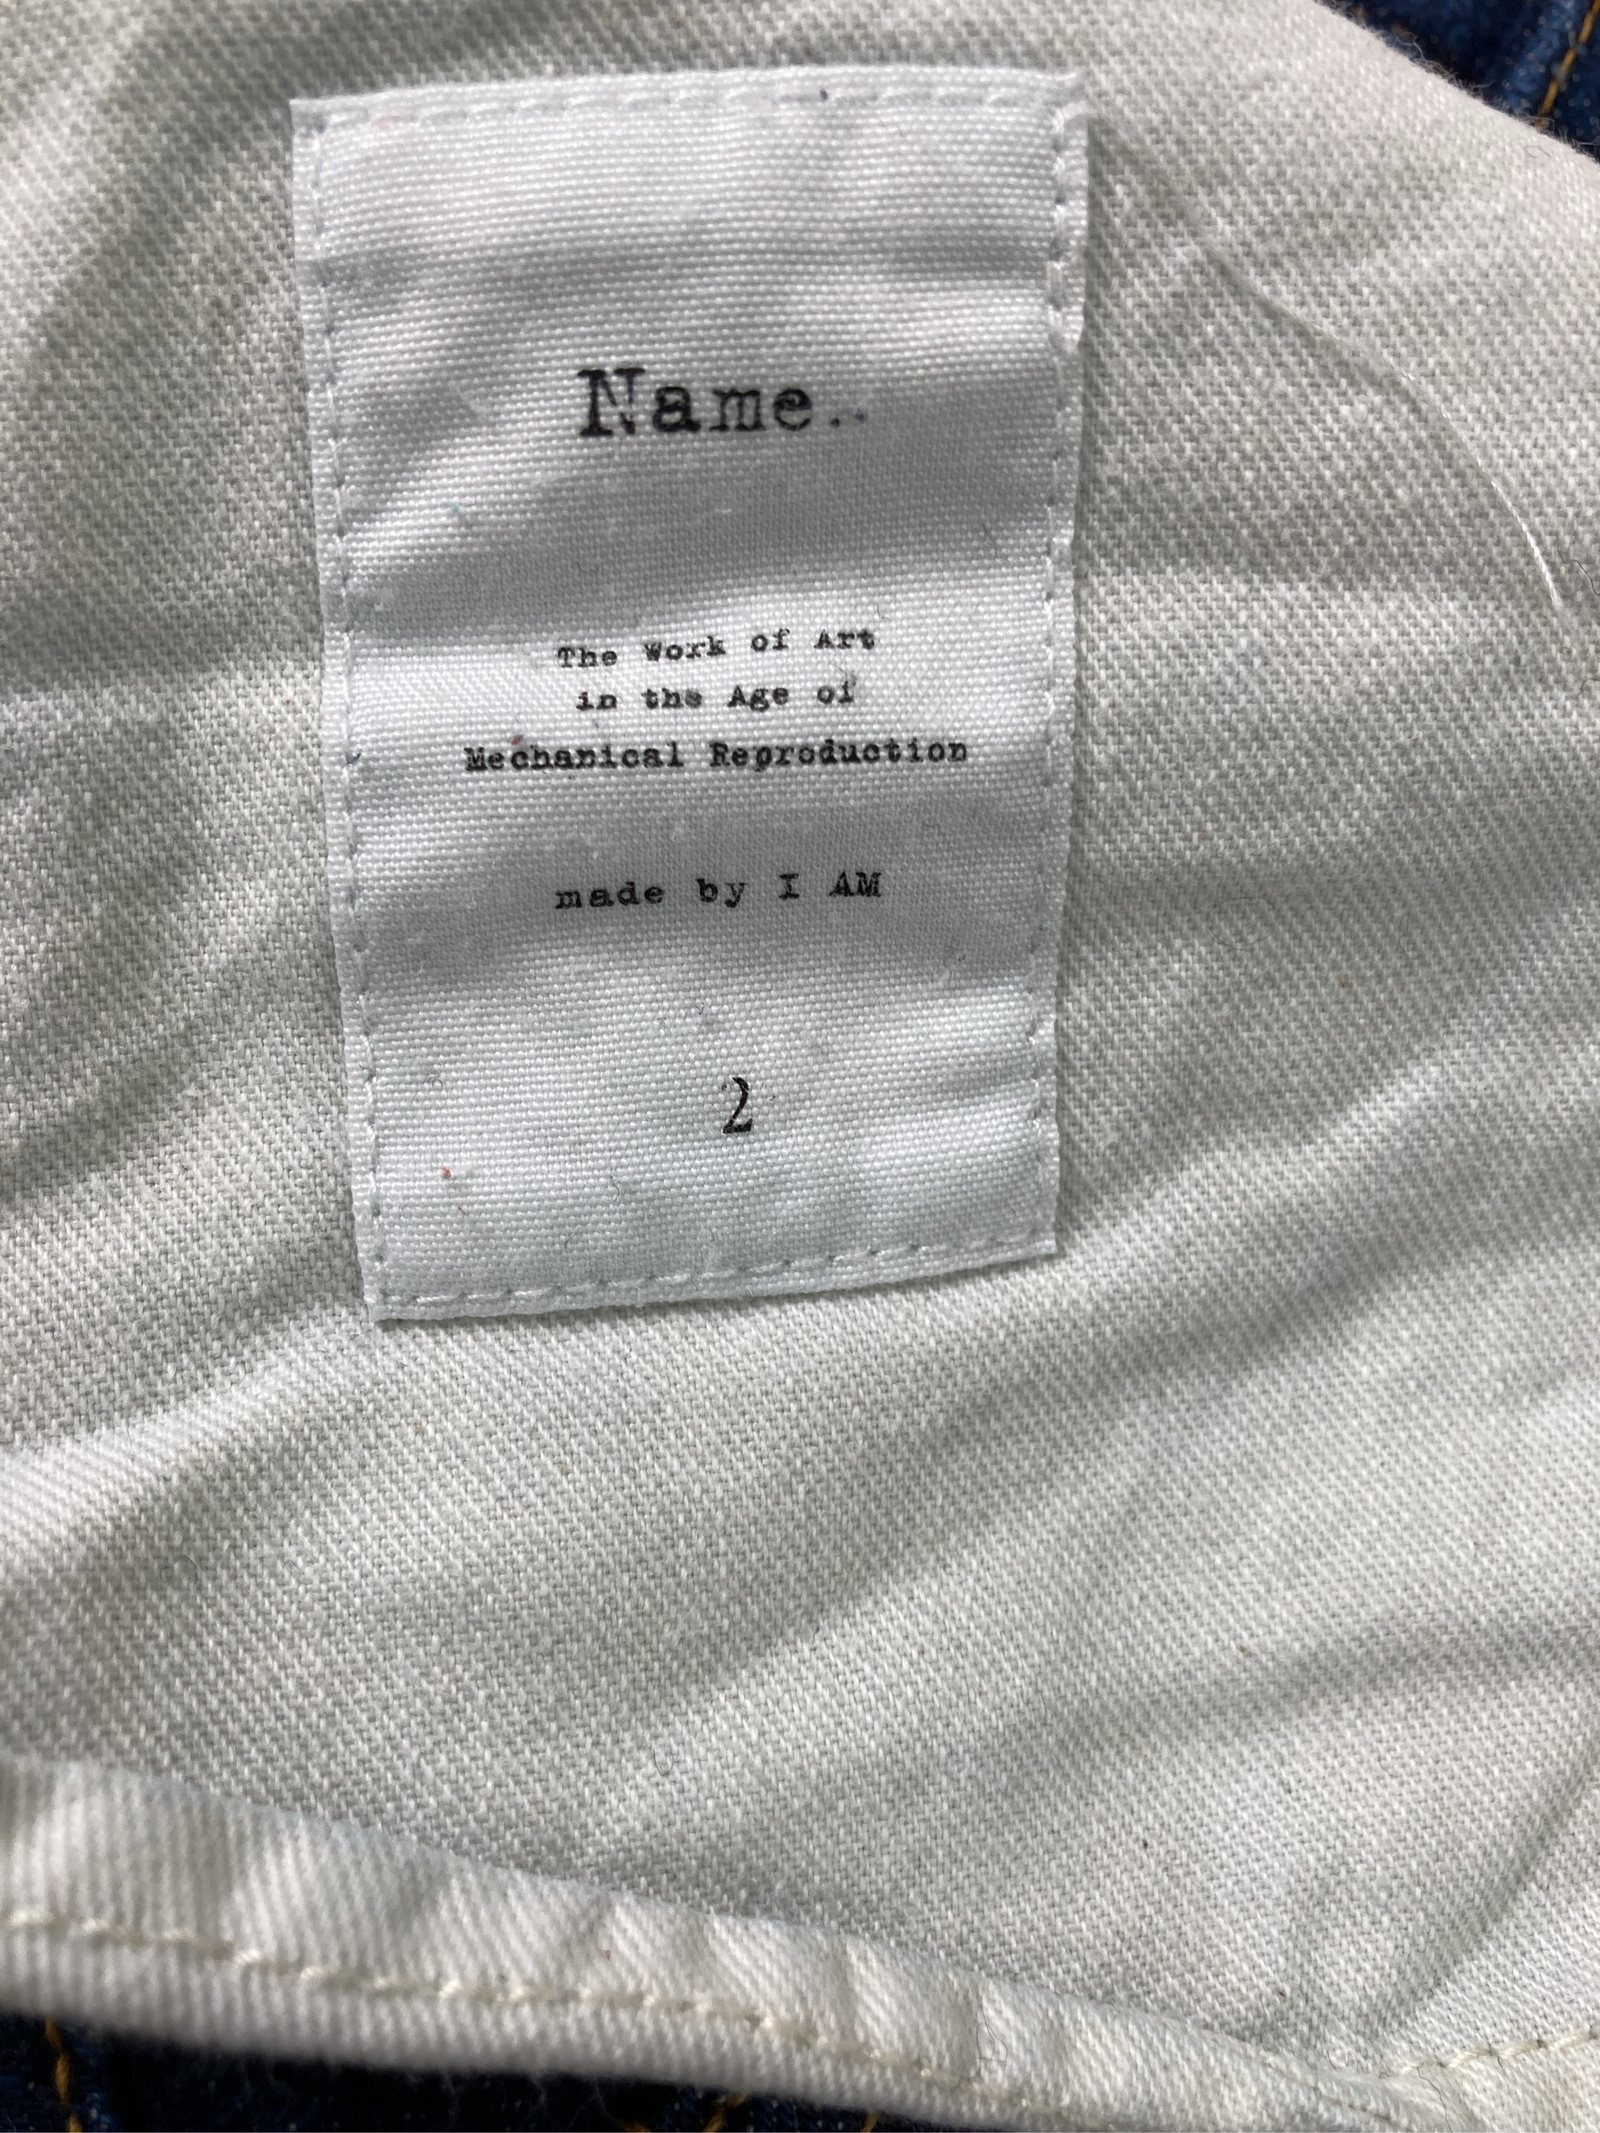 Name.
The Work of Art
in the Age of
Mechanical Reproduction
made by I AM
2